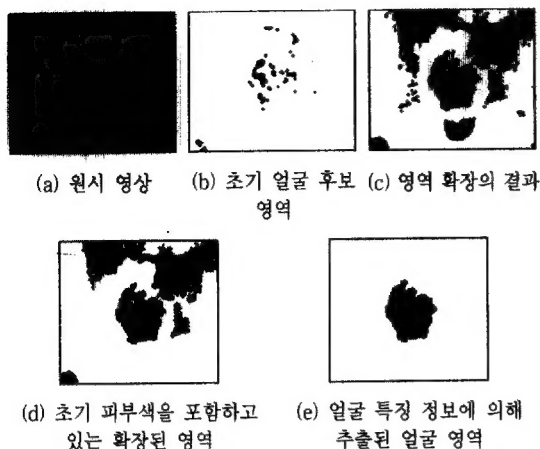 (a) 원시 영상
(b) 초기 얼굴 후보
영역
(c) 영역 확장의 결과
(d) 초기 피부색을 포함하고
있는 확장된 영역
(e) 얼굴 특징 정보에 의해
추출된 얼굴 영역